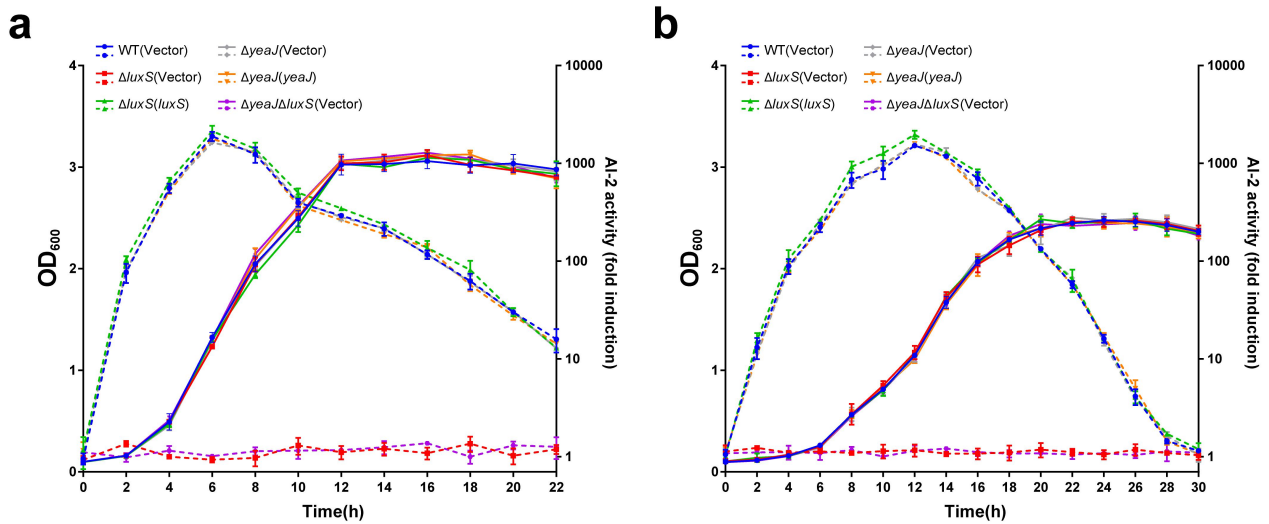 a
WT(Vector)
ΔyeaJ(Vector)
ΔluxS(Vector)
ΔyeaJ(yeaJ)
ΔluxS(luxS)
ΔyeaJΔluxS(Vector)
4
3
2
1
0
OD600
10000
1000
100
10
1
AI-2 activity (fold induction)
0 2 4 6 8 10 12 14 16 18 20 22
Time(h)
b
WT(Vector)
ΔyeaJ(Vector)
ΔluxS(Vector)
ΔyeaJ(yeaJ)
ΔluxS(luxS)
ΔyeaJΔluxS(Vector)
4
3
2
1
0
OD600
10000
1000
100
10
1
AI-2 activity (fold induction)
0 2 4 6 8 10 12 14 16 18 20 22 24 26 28 30
Time(h)